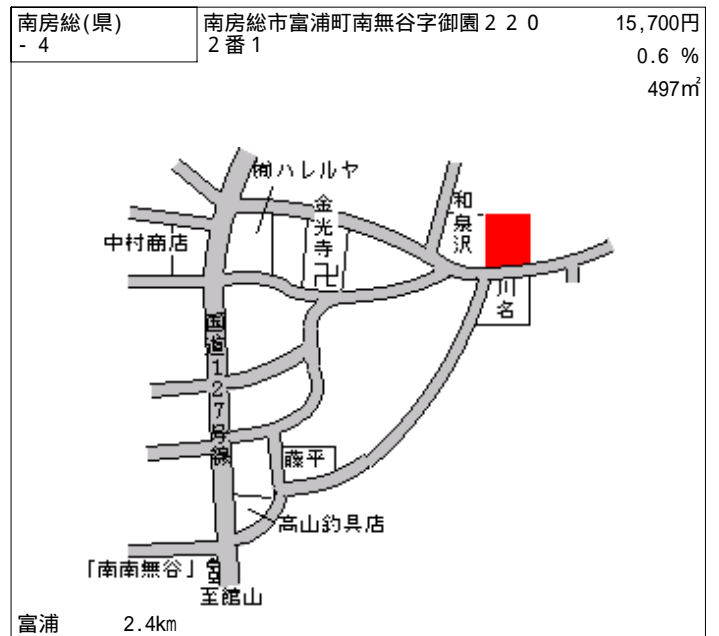 南房総(県)
- 4
南房総市富浦町南無谷字御園２２０
２番１
15,700円
0.6 %
497㎡
㈲ハレルヤ
金光寺
和泉沢
中村商店
川名
国道127号線
藤平
高山釣具店
「南南無谷」
至館山
富浦 2.4km